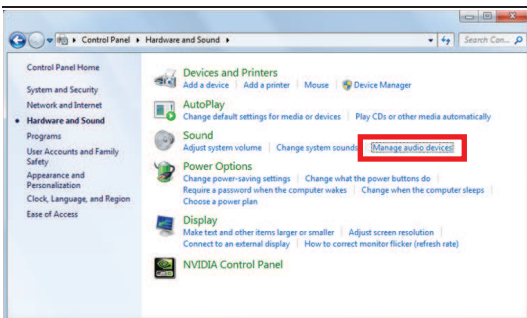 Control Panel ▸ Hardware and Sound ▸
Search Con...
Control Panel Home
System and Security
Network and Internet
Hardware and Sound
Programs
User Accounts and Family
Safety
Appearance and
Personalization
Clock, Language, and Region
Ease of Access
Devices and Printers
Add a device | Add a printer | Mouse | Device Manager
AutoPlay
Change default settings for media or devices | Play CDs or other media automatically
Sound
Adjust system volume | Change system sounds | Manage audio devices
Power Options
Change power-saving settings | Change what the power buttons do |
Require a password when the computer wakes | Change when the computer sleeps |
Choose a power plan
Display
Make text and other items larger or smaller | Adjust screen resolution |
Connect to an external display | How to correct monitor flicker (refresh rate)
NVIDIA Control Panel